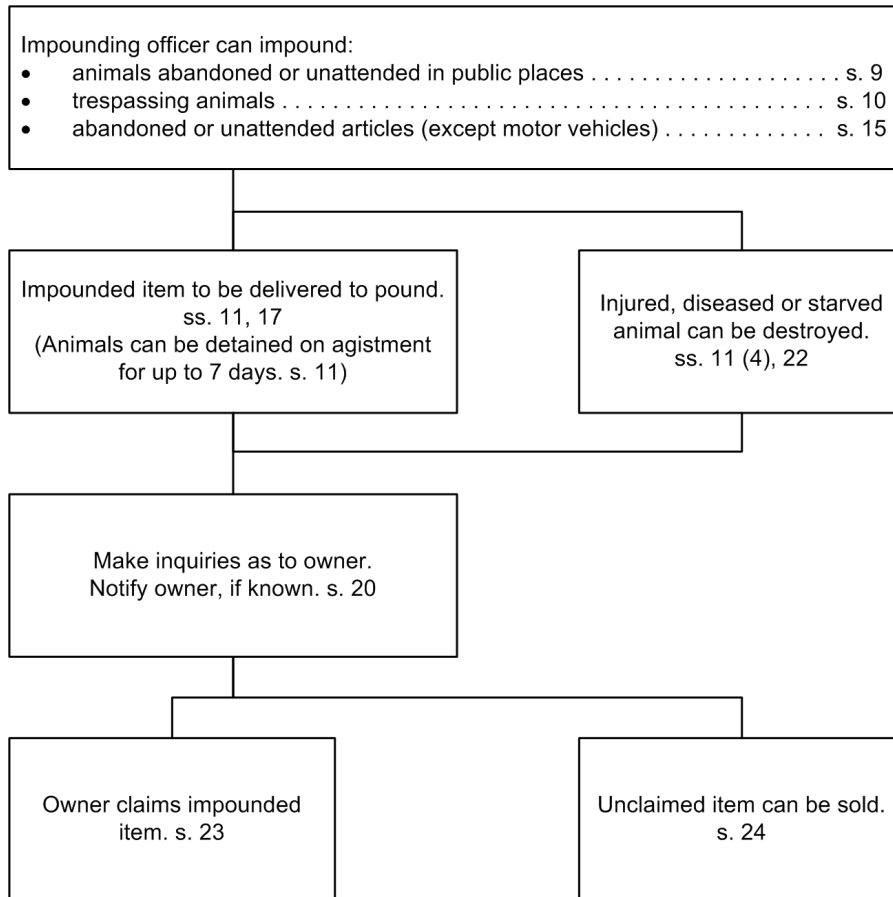 Impounding officer can impound:
• animals abandoned or unattended in public places . . . . . . . . . . . . . . . . . . . . . s. 9
• trespassing animals . . . . . . . . . . . . . . . . . . . . . . . . . . . . . . . . . . . . . . . . . . s. 10
• abandoned or unattended articles (except motor vehicles) . . . . . . . . . . . . s. 15
Impounded item to be delivered to pound.
ss. 11, 17
(Animals can be detained on agistment
for up to 7 days. s. 11)
Injured, diseased or starved
animal can be destroyed.
ss. 11 (4), 22
Make inquiries as to owner.
Notify owner, if known. s. 20
Owner claims impounded
item. s. 23
Unclaimed item can be sold.
s. 24